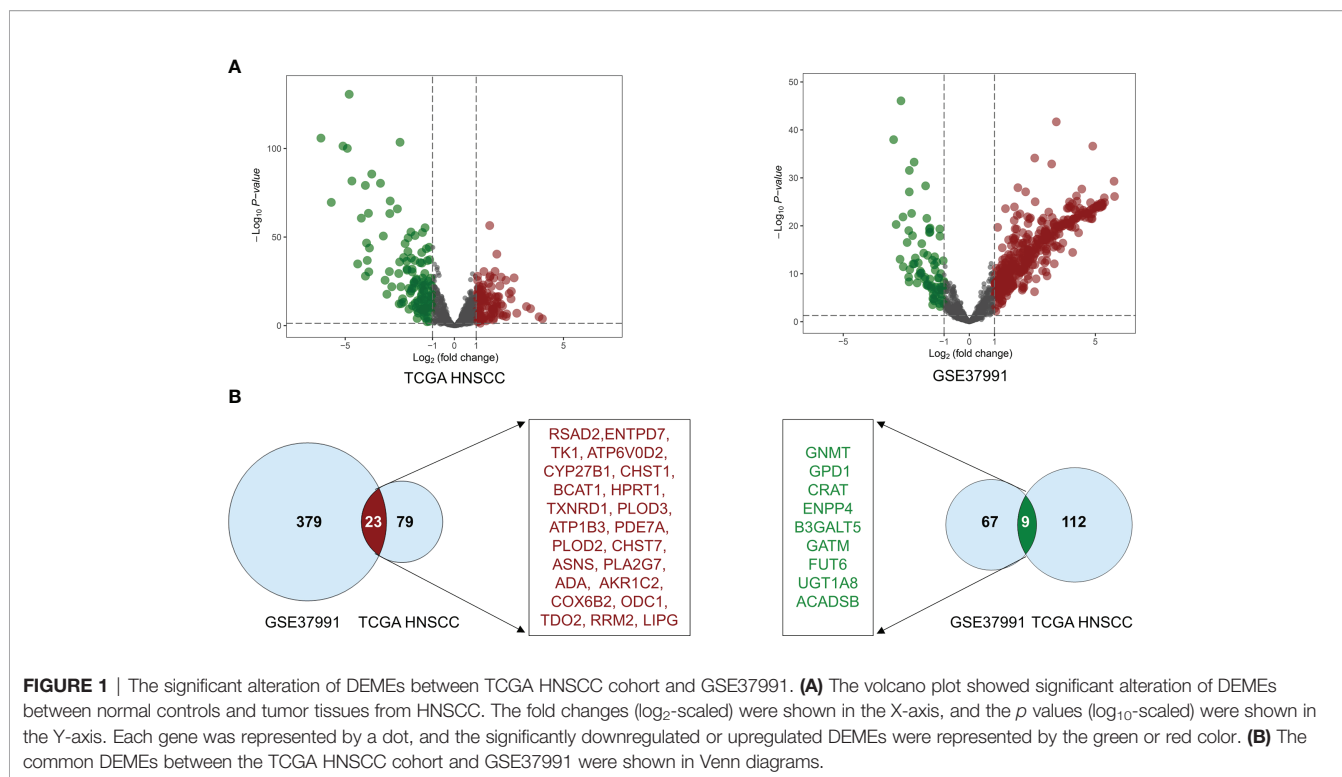 A
100
50
0
-5
-1
0
1
5
−Log10 P−value
Log2 (fold change)
TCGA HNSCC
50
40
30
20
10
0
-5
-1
0
1
5
−Log10 P−value
Log2 (fold change)
GSE37991
B
379
23
79
GSE37991
TCGA HNSCC
RSAD2,ENTPD7,
TK1, ATP6V0D2,
CYP27B1, CHST1,
BCAT1, HPRT1,
TXNRD1, PLOD3,
ATP1B3, PDE7A,
PLOD2, CHST7,
ASNS, PLA2G7,
ADA, AKR1C2,
COX6B2, ODC1,
TDO2, RRM2, LIPG
GNMT
GPD1
CRAT
ENPP4
B3GALT5
GATM
FUT6
UGT1A8
ACADSB
67
9
112
GSE37991 TCGA HNSCC
FIGURE 1 | The significant alteration of DEMEs between TCGA HNSCC cohort and GSE37991. (A) The volcano plot showed significant alteration of DEMEs
between normal controls and tumor tissues from HNSCC. The fold changes (log2-scaled) were shown in the X-axis, and the p values (log10-scaled) were shown in
the Y-axis. Each gene was represented by a dot, and the significantly downregulated or upregulated DEMEs were represented by the green or red color. (B) The
common DEMEs between the TCGA HNSCC cohort and GSE37991 were shown in Venn diagrams.